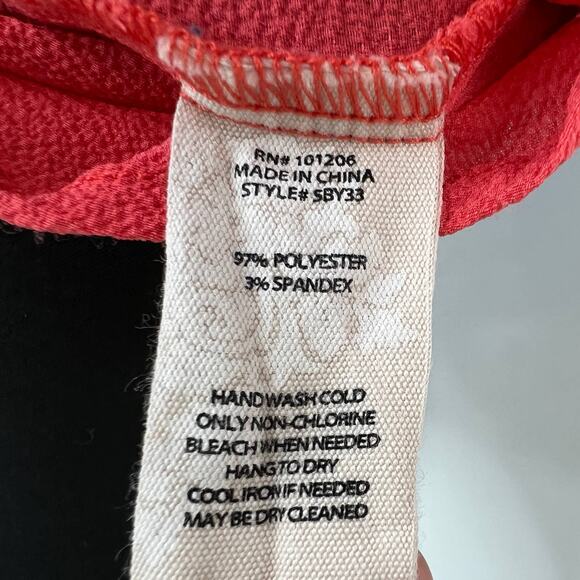 RN# 101206
MADE IN CHINA
STYLE# SBY33
97% POLYESTER
3% SPANDEX
HAND WASH COLD
ONLY NON-CHLORINE
BLEACH WHEN NEEDED
HANG TO DRY
COOL IRON IF NEEDED
MAY BE DRY CLEANED